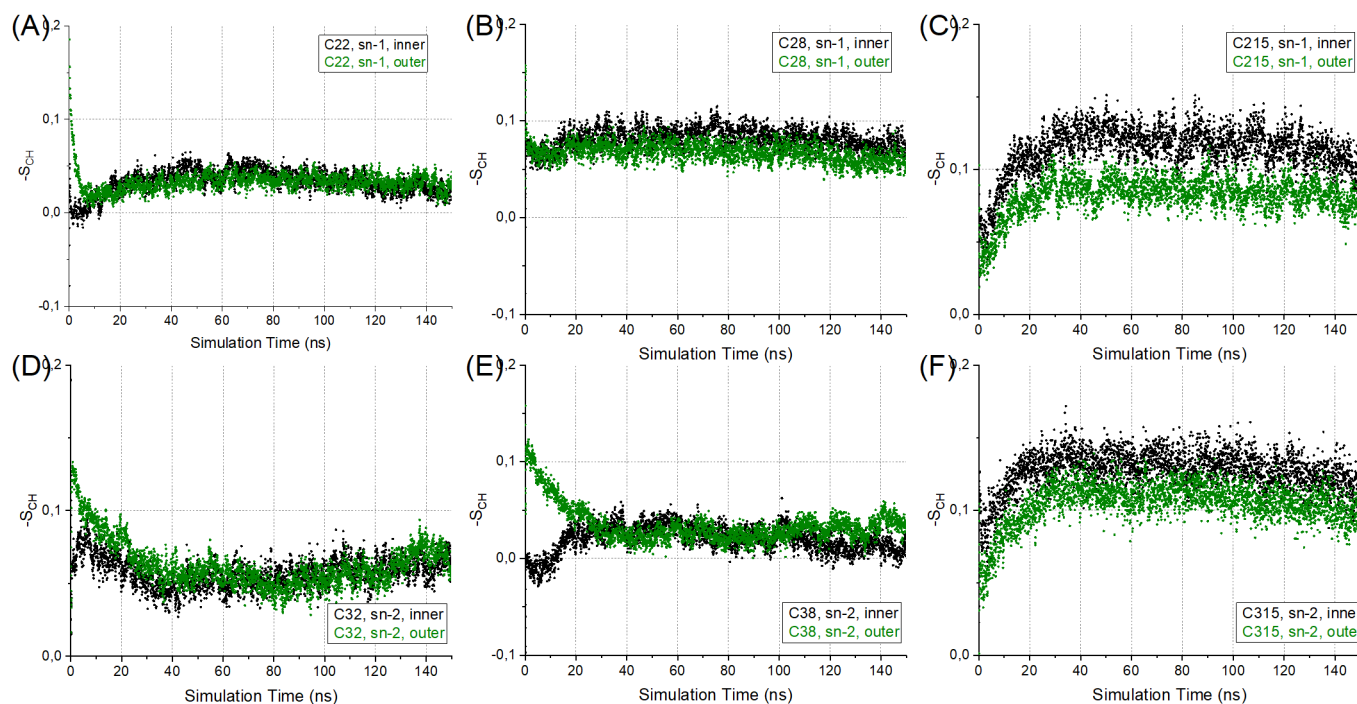 (A) (B) (C)
0,2 0,2 0,2
C22, sn-1, inner
C22, sn-1, outer
C28, sn-1, inner
C28, sn-1, outer
C215, sn-1, inner
C215, sn-1, outer
0,1 0,1 0,1
-SCH -SCH -SCH
0,0 0,0
-0,1 -0,1 0,0
0 20 40 60 80 100 120 140
0 20 40 60 80 100 120 140
0 20 40 60 80 100 120 140
Simulation Time (ns) Simulation Time (ns) Simulation Time (ns)
(D) (E) (F)
0,2 0,2 0,2
0,1 0,1 0,1
-SCH -SCH -SCH
0,0
C32, sn-2, inner
C32, sn-2, outer
C38, sn-2, inner
C38, sn-2, outer
C315, sn-2, inne
C315, sn-2, oute
0,0 -0,1 0,0
0 20 40 60 80 100 120 140
0 20 40 60 80 100 120 140
0 20 40 60 80 100 120 140
Simulation Time (ns) Simulation Time (ns) Simulation Time (ns)